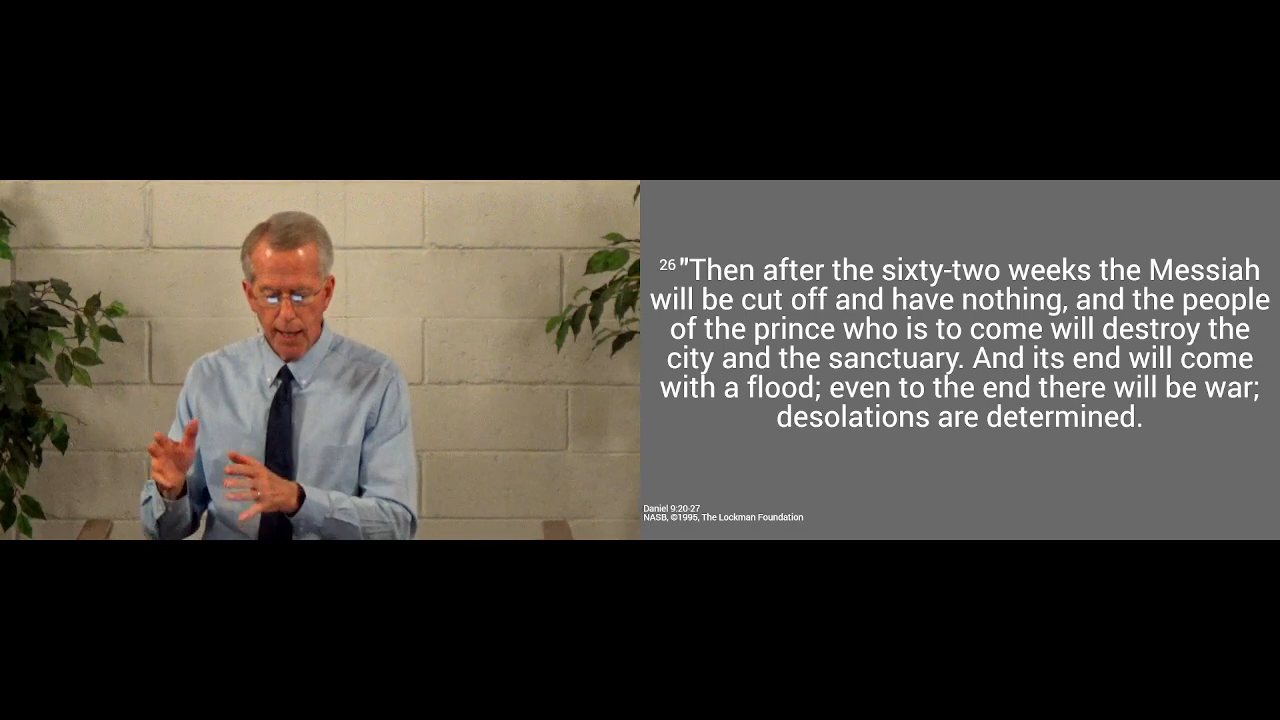 26 "Then after the sixty-two weeks the Messiah
will be cut off and have nothing, and the people
of the prince who is to come will destroy the
city and the sanctuary. And its end will come
with a flood; even to the end there will be war;
desolations are determined.
Daniel 9:20-27
NASB, ©1995, The Lockman Foundation